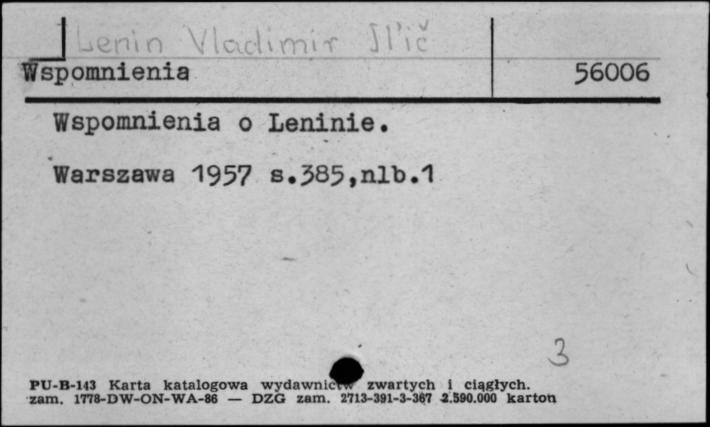 Lenin Vladimir Il'ič
Wspomnienia 56006
Wspomnienia o Leninie.
Warszawa 1957 s.385,nlb.1
3
PU-B-143 Karta katalogowa wydawnictw zwartych i ciągłych.
zam. 1778-DW-ON-WA-86 — DZG zam. 2713-391-3-367 2.590.000 karton